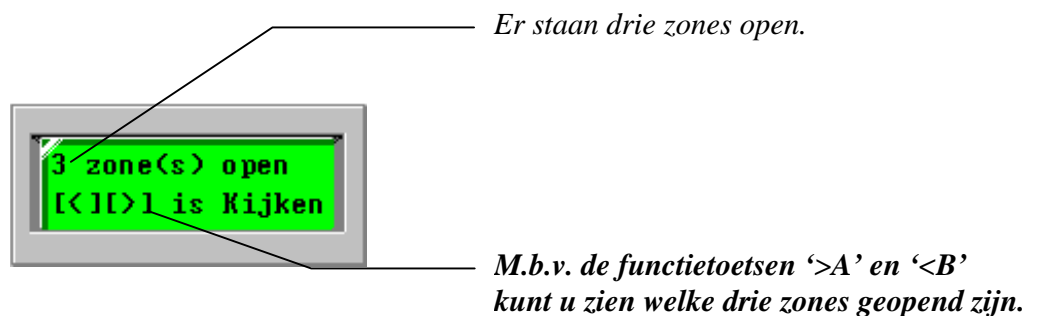 Er staan drie zones open.
3 zone(s) open
[<][>] is Kijken
M.b.v. de functietoetsen ‘>A’ en ‘<B’
kunt u zien welke drie zones geopend zijn.